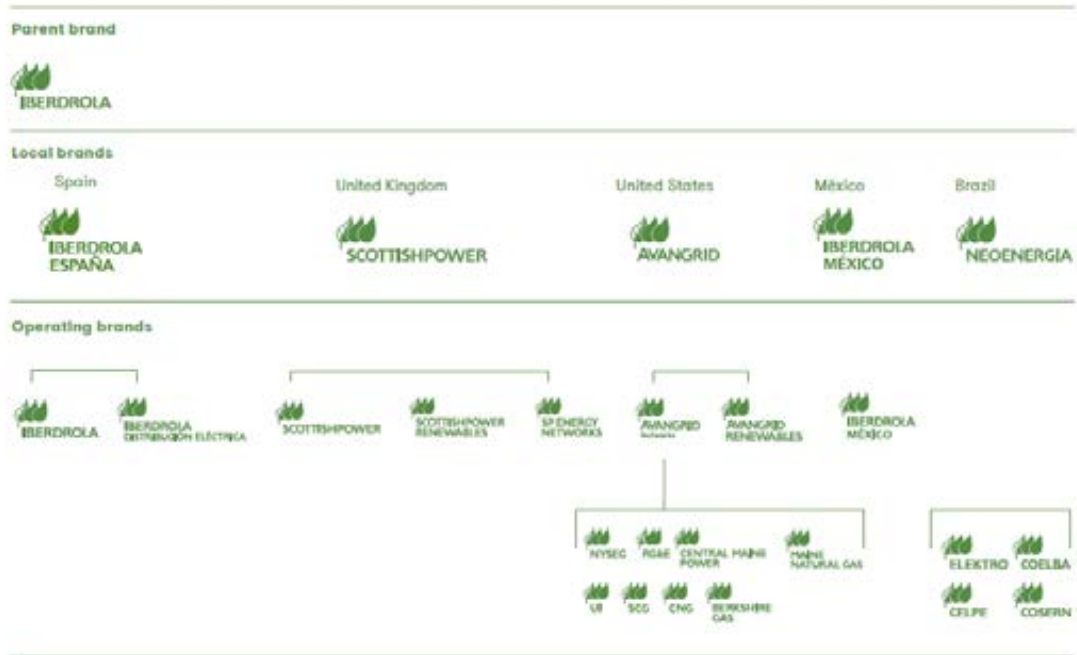 Parent brand
IBERDROLA
Local brands
Spain
United Kingdom
United States
México
Brazil
IBERDROLA
ESPAÑA
SCOTTISHPOWER
AVANGRID
IBERDROLA
MÉXICO
NEOENERGIA
Operating brands
IBERDROLA
IBERDROLA
DISTRIBUCIÓN ELÉCTRICA
SCOTTISHPOWER
SCOTTISHPOWER
RENEWABLES
SP ENERGY
NETWORKS
AVANGRID
AVANGRID
RENEWABLES
IBERDROLA
MÉXICO
NYSEG
RG&E
CENTRAL MAINE
POWER
MAINE
NATURAL GAS
ELEKTRO
COELBA
UI
SCG
CNG
BERKSHIRE
GAS
CELPE
COSERN